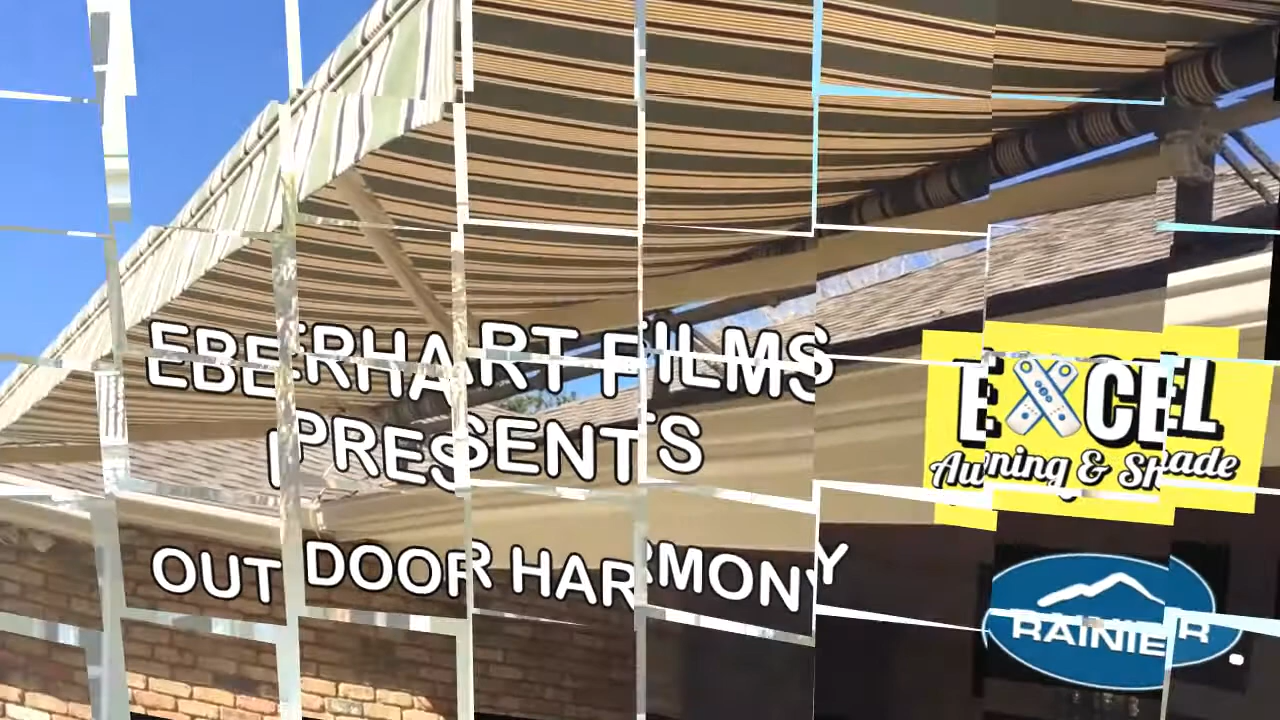 EBERHART FILMS
PRESENTS
OUTDOOR HARMONY
EXCEL
Awning & Shade
RAINIER